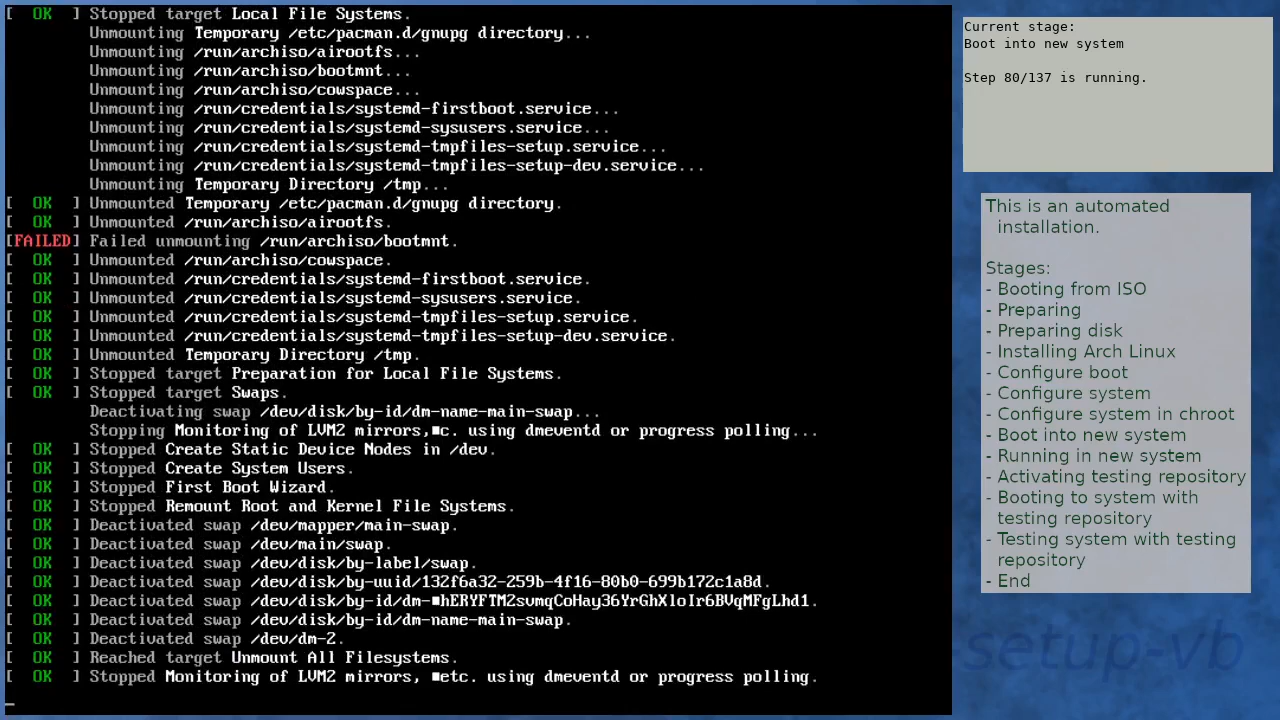 [  OK  ] Stopped target Local File Systems.
Unmounting Temporary /etc/pacman.d/gnupg directory...
Unmounting /run/archiso/airootfs...
Unmounting /run/archiso/bootmnt...
Unmounting /run/archiso/cowspace...
Unmounting /run/credentials/systemd-firstboot.service...
Unmounting /run/credentials/systemd-sysusers.service...
Unmounting /run/credentials/systemd-tmpfiles-setup.service...
Unmounting /run/credentials/systemd-tmpfiles-setup-dev.service...
Unmounting Temporary Directory /tmp...
[  OK  ] Unmounted Temporary /etc/pacman.d/gnupg directory.
[  OK  ] Unmounted /run/archiso/airootfs.
[FAILED] Failed unmounting /run/archiso/bootmnt.
[  OK  ] Unmounted /run/archiso/cowspace.
[  OK  ] Unmounted /run/credentials/systemd-firstboot.service.
[  OK  ] Unmounted /run/credentials/systemd-sysusers.service.
[  OK  ] Unmounted /run/credentials/systemd-tmpfiles-setup.service.
[  OK  ] Unmounted /run/credentials/systemd-tmpfiles-setup-dev.service.
[  OK  ] Unmounted Temporary Directory /tmp.
[  OK  ] Stopped target Preparation for Local File Systems.
[  OK  ] Stopped target Swaps.
Deactivating swap /dev/disk/by-id/dm-name-main-swap...
Stopping Monitoring of LVM2 mirrors,■c. using dmeventd or progress polling...
[  OK  ] Stopped Create Static Device Nodes in /dev.
[  OK  ] Stopped Create System Users.
[  OK  ] Stopped First Boot Wizard.
[  OK  ] Stopped Remount Root and Kernel File Systems.
[  OK  ] Deactivated swap /dev/mapper/main-swap.
[  OK  ] Deactivated swap /dev/main/swap.
[  OK  ] Deactivated swap /dev/disk/by-label/swap.
[  OK  ] Deactivated swap /dev/disk/by-uuid/132f6a32-259b-4f16-80b0-699b172c1a8d.
[  OK  ] Deactivated swap /dev/disk/by-id/dm-■hERYFTM2svmqCoHay36YrGhXloIr6BVqMFgLhd1.
[  OK  ] Deactivated swap /dev/disk/by-id/dm-name-main-swap.
[  OK  ] Deactivated swap /dev/dm-2.
[  OK  ] Reached target Unmount All Filesystems.
[  OK  ] Stopped Monitoring of LVM2 mirrors, ■etc. using dmeventd or progress polling.
Current stage:
Boot into new system
Step 80/137 is running.
This is an automated
installation.
Stages:
- Booting from ISO
- Preparing
- Preparing disk
- Installing Arch Linux
- Configure boot
- Configure system
- Configure system in chroot
- Boot into new system
- Running in new system
- Activating testing repository
- Booting to system with
testing repository
- Testing system with testing
repository
- End
setup-vb